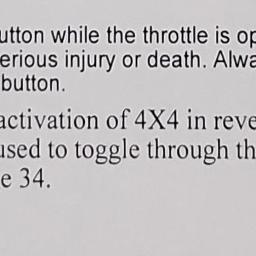 utton while the throttle is op
erious injury or death. Alwa
button.
activation of 4X4 in reve
used to toggle through th
e 34.